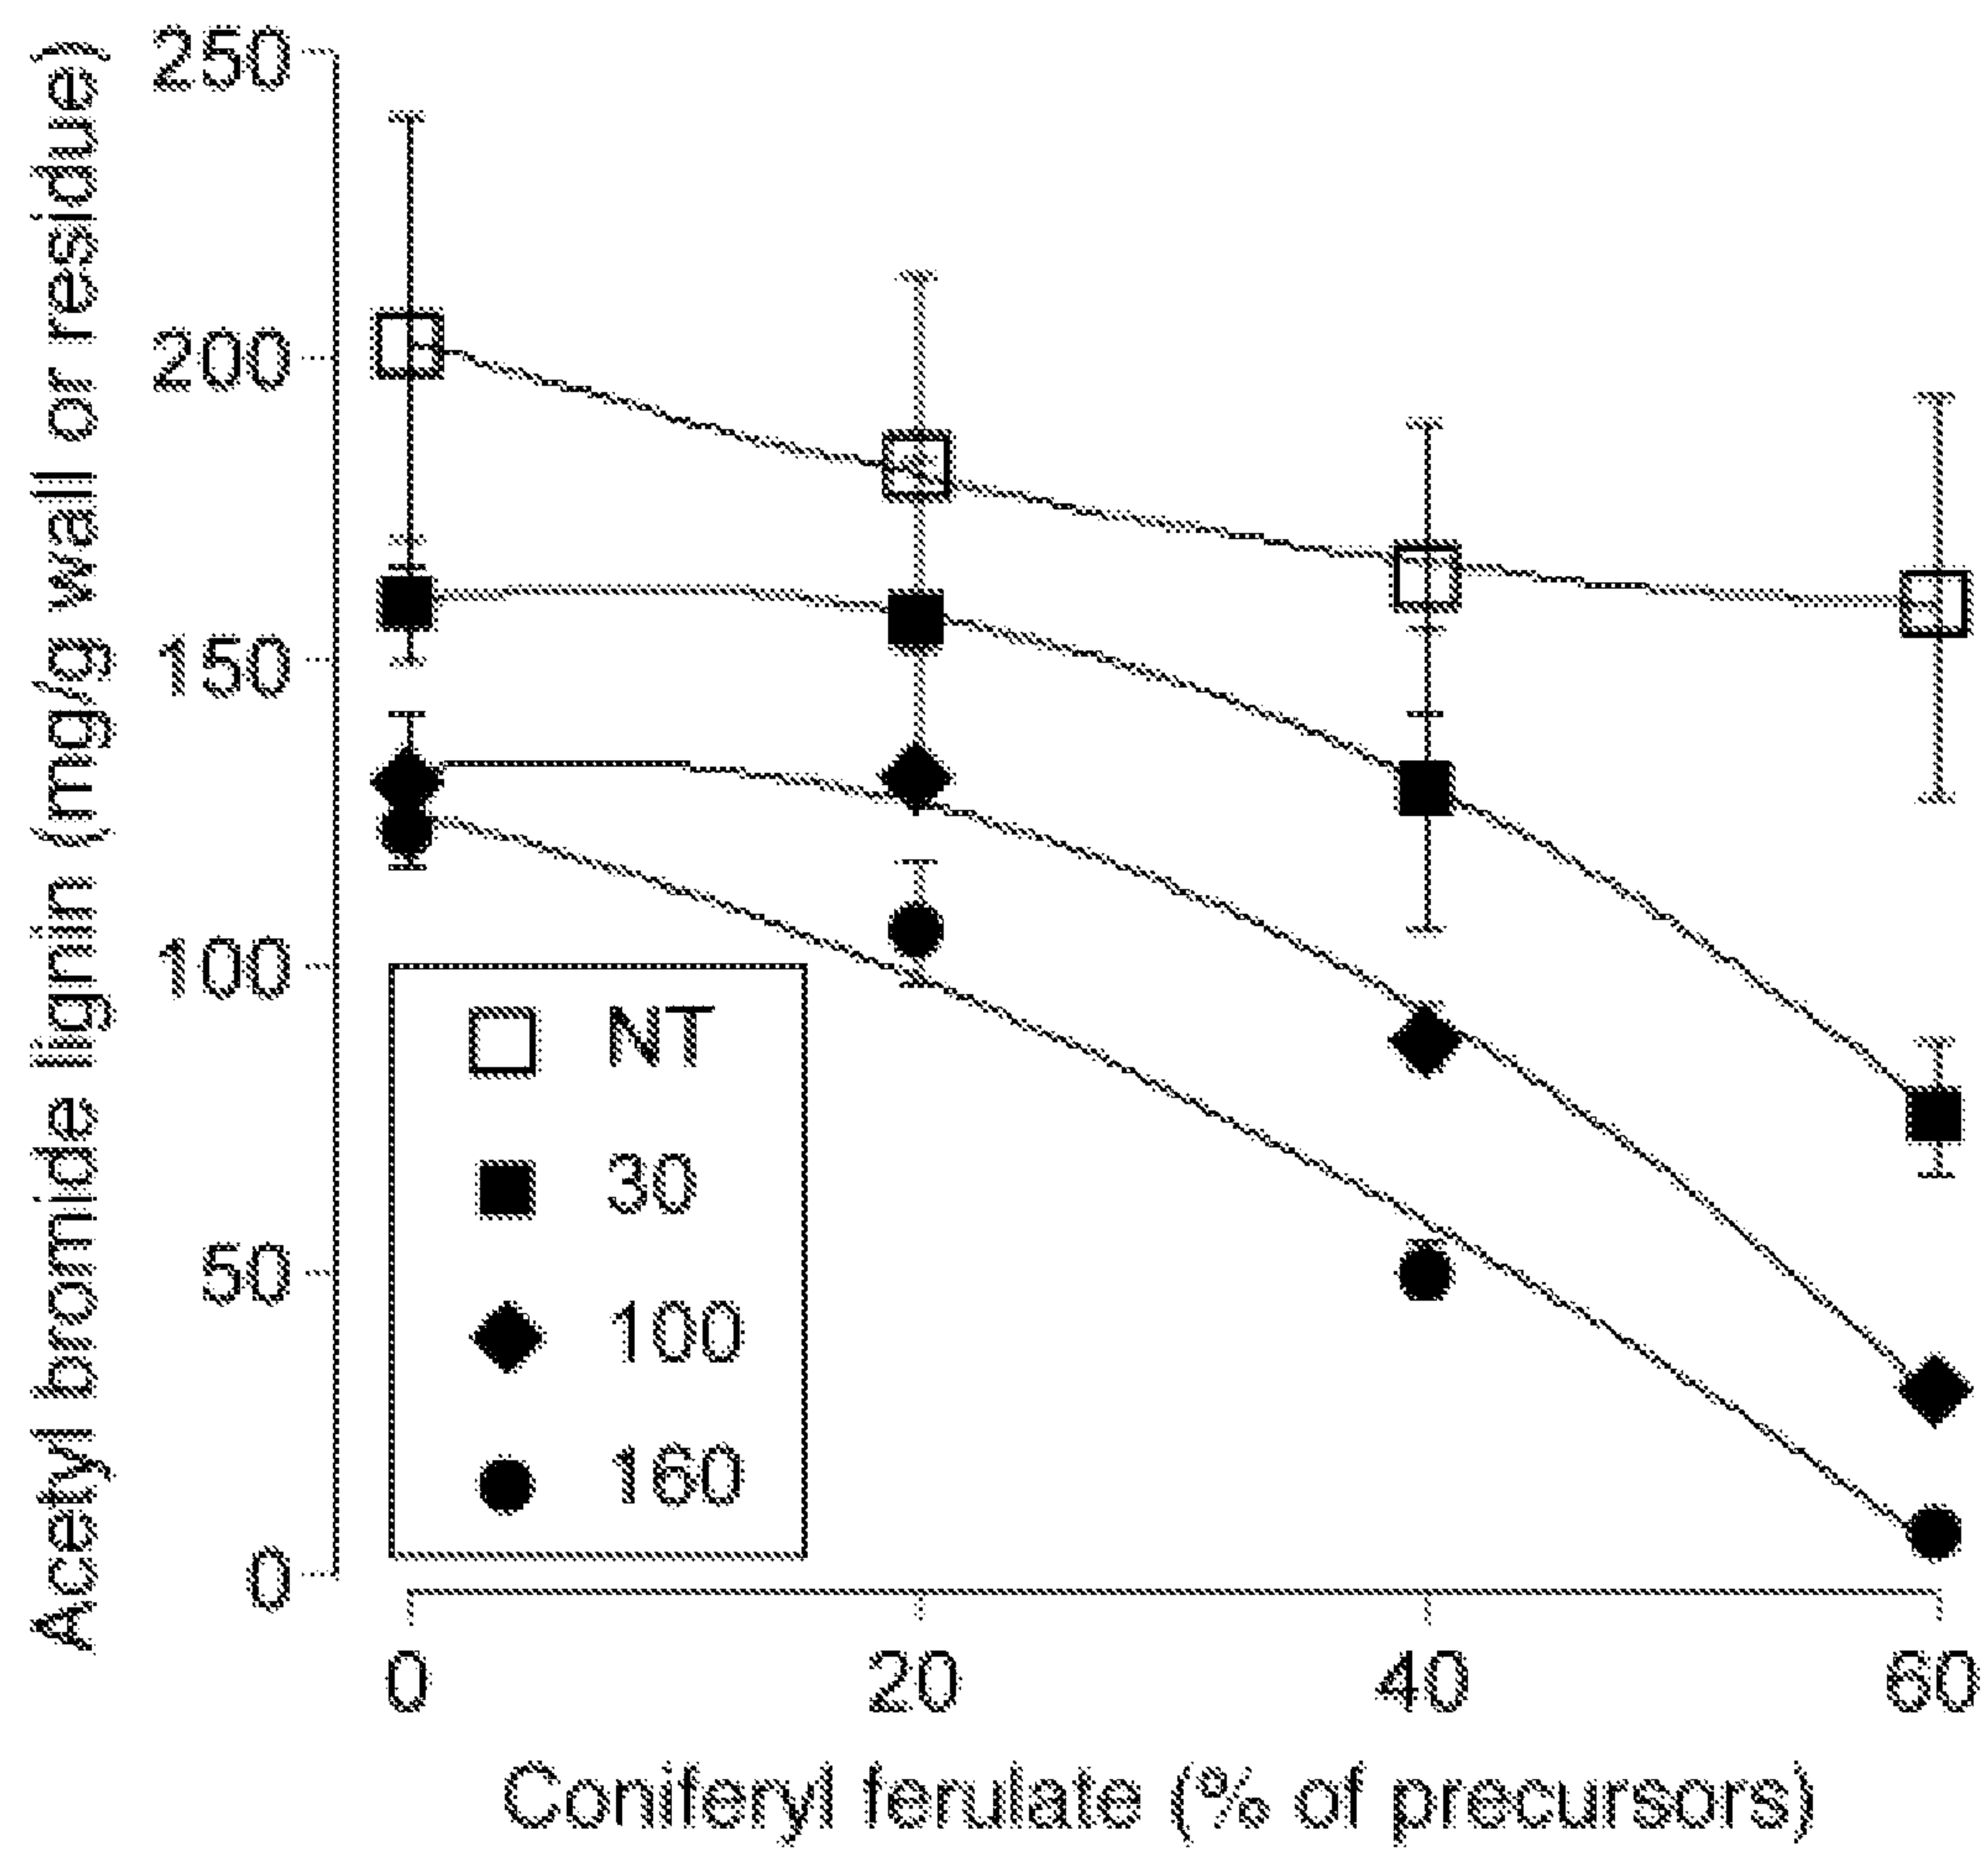 Acetyl bromide lignin (mg/g wall or residue)
250
200
150
100
50
0
NT
30
100
160
0 20 40 60
Coniferyl ferulate (% of precursors)